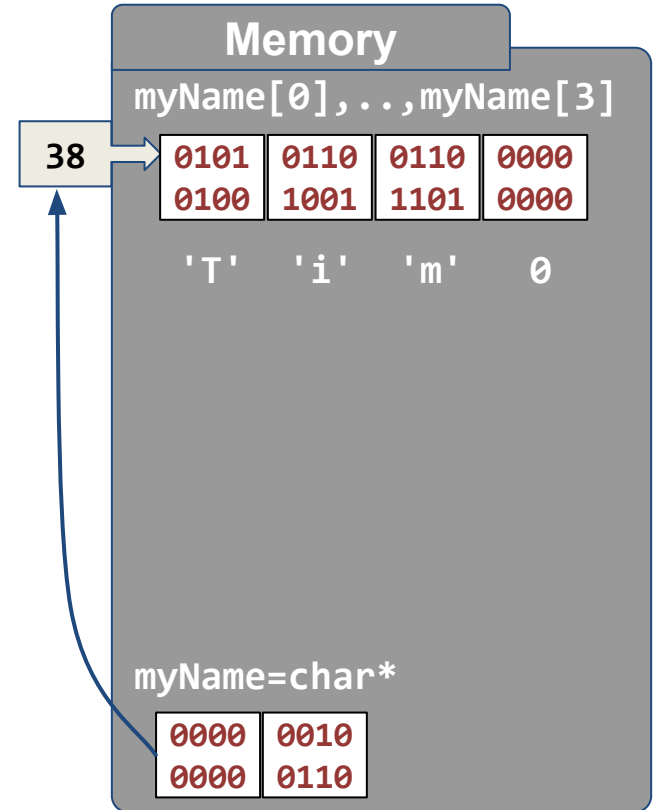 Memory
myName[0],..,myName[3]
38
0101 0110 0110 0000
0100 1001 1101 0000
'T' 'i' 'm' 0
myName=char*
0000 0010
0000 0110